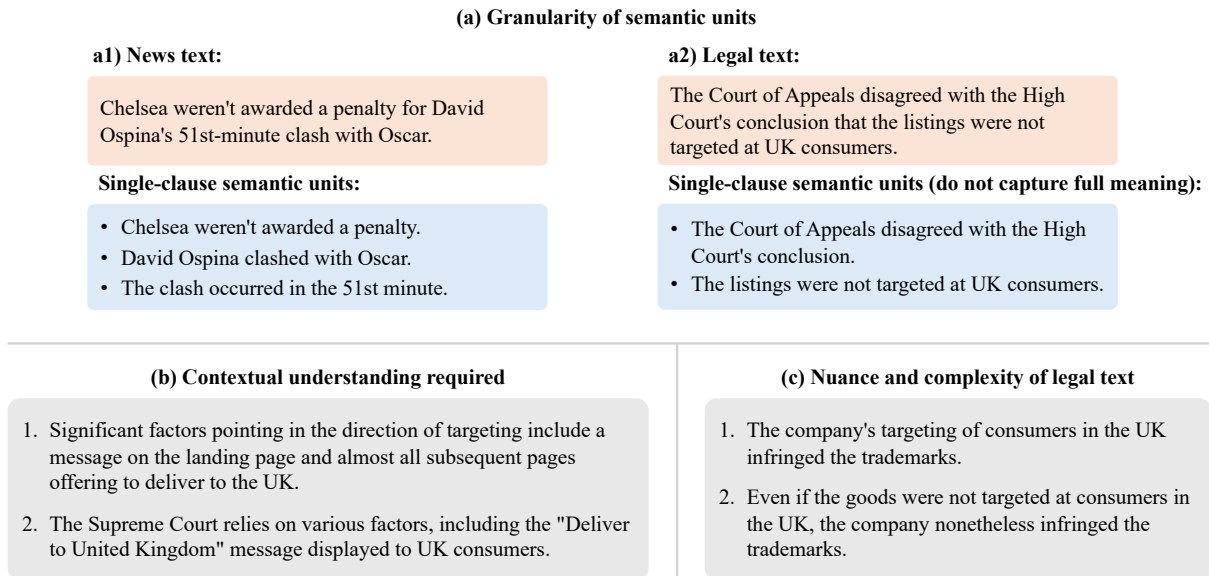 (a) Granularity of semantic units
a1) News text:
Chelsea weren't awarded a penalty for David
Ospina's 51st-minute clash with Oscar.
Single-clause semantic units:
• Chelsea weren't awarded a penalty.
• David Ospina clashed with Oscar.
• The clash occurred in the 51st minute.
a2) Legal text:
The Court of Appeals disagreed with the High
Court's conclusion that the listings were not
targeted at UK consumers.
Single-clause semantic units (do not capture full meaning):
• The Court of Appeals disagreed with the High
Court's conclusion.
• The listings were not targeted at UK consumers.
(b) Contextual understanding required
1. Significant factors pointing in the direction of targeting include a
message on the landing page and almost all subsequent pages
offering to deliver to the UK.
2. The Supreme Court relies on various factors, including the "Deliver
to United Kingdom" message displayed to UK consumers.
(c) Nuance and complexity of legal text
1. The company's targeting of consumers in the UK
infringed the trademarks.
2. Even if the goods were not targeted at consumers in
the UK, the company nonetheless infringed the
trademarks.